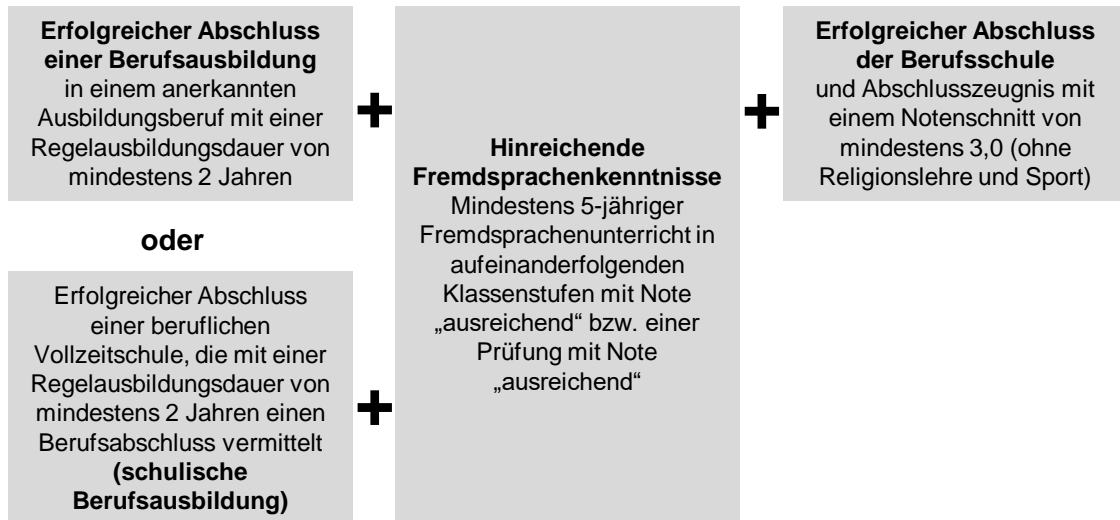 Erfolgreicher Abschluss
einer Berufsausbildung
in einem anerkannten
Ausbildungsberuf mit einer
Regelausbildungsdauer von
mindestens 2 Jahren
+
oder
Erfolgreicher Abschluss
einer beruflichen
Vollzeitschule, die mit einer
Regelausbildungsdauer von
mindestens 2 Jahren einen
Berufsabschluss vermittelt
(schulische
Berufsausbildung)
+
Hinreichende
Fremdsprachenkenntnisse
Mindestens 5-jähriger
Fremdsprachenunterricht in
aufeinanderfolgenden
Klassenstufen mit Note
„ausreichend“ bzw. einer
Prüfung mit Note
„ausreichend“
+
Erfolgreicher Abschluss
der Berufsschule
und Abschlusszeugnis mit
einem Notenschnitt von
mindestens 3,0 (ohne
Religionslehre und Sport)